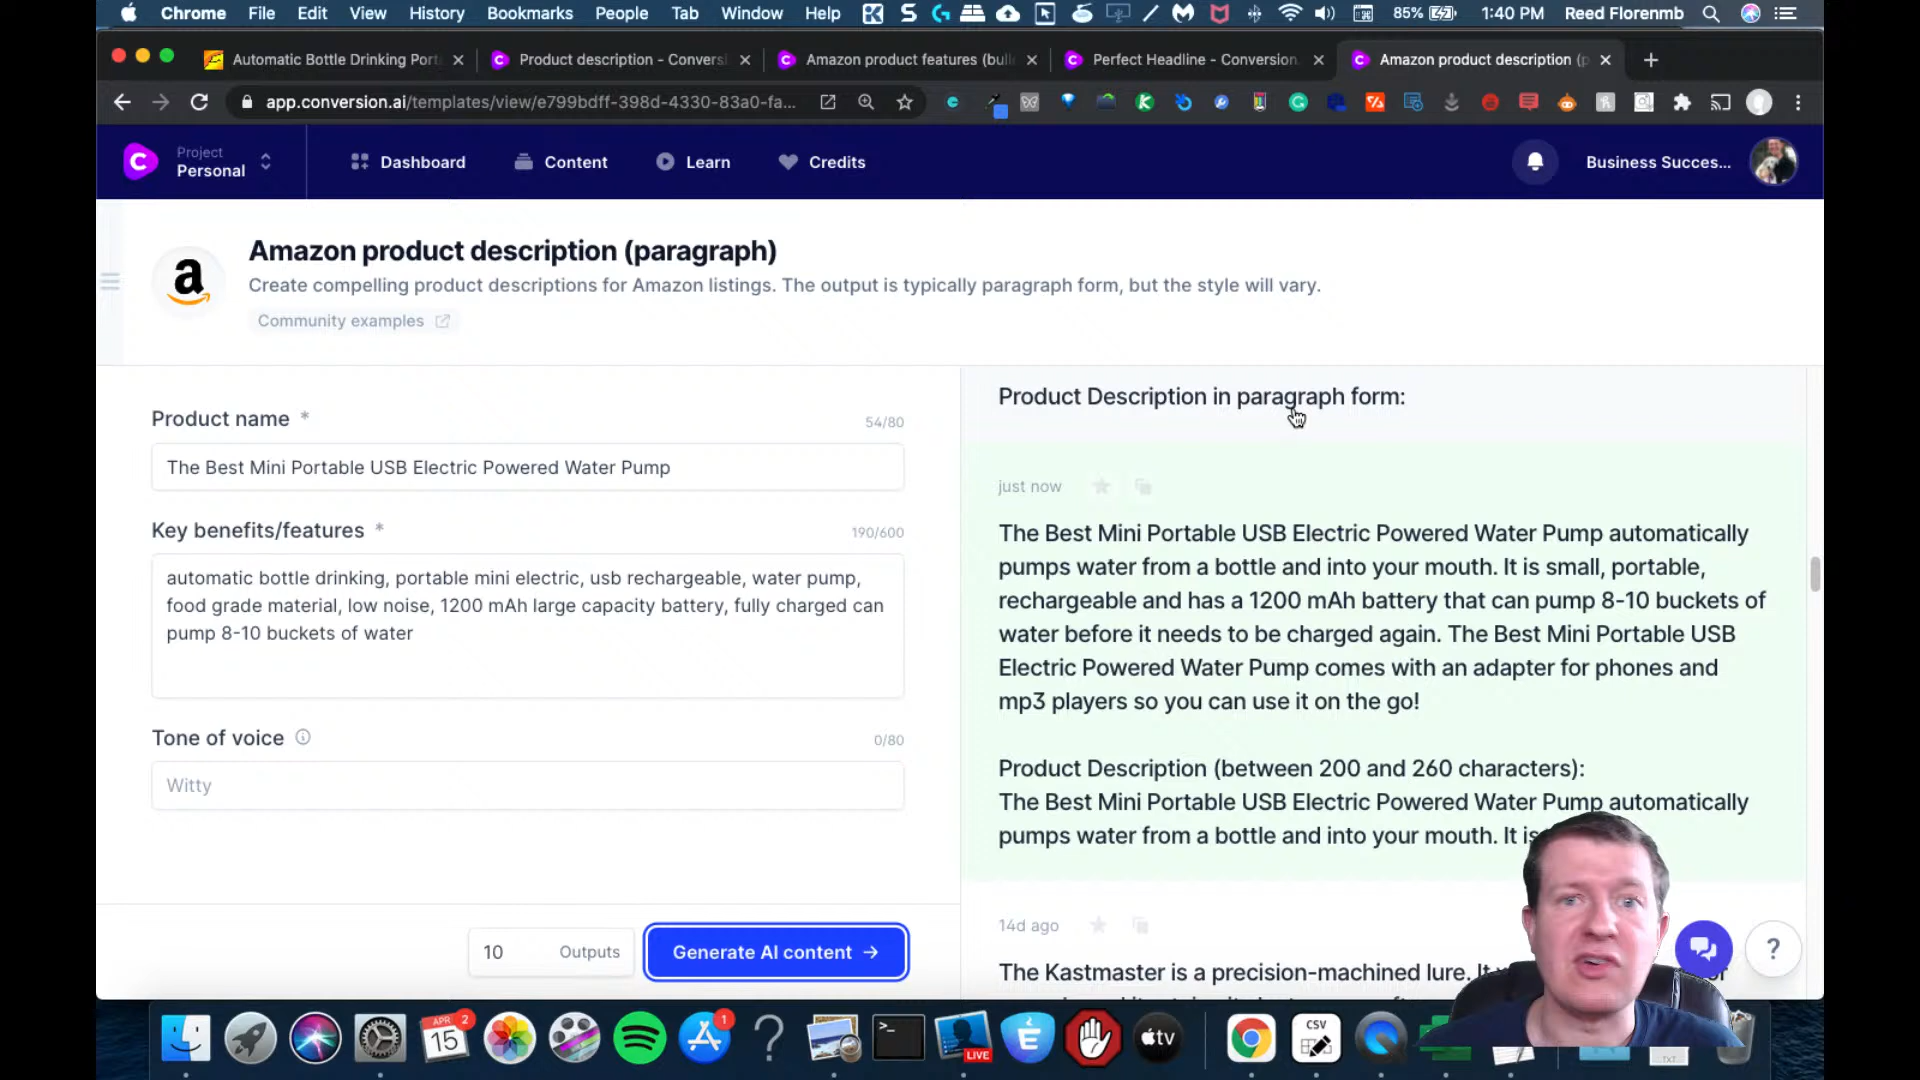 Chrome File Edit View History Bookmarks People Tab Window Help 85% 1:40 PM Reed Florenmb
Automatic Bottle Drinking Port
Product description - Conversi
Amazon product features (bul
Perfect Headline - Conversion.
Amazon product description (p
app.conversion.ai/templates/view/e799bdff-398d-4330-83a0-fa...
Project
Personal
Dashboard Content Learn Credits
Business Succes...
Amazon product description (paragraph)
Create compelling product descriptions for Amazon listings. The output is typically paragraph form, but the style will vary.
Community examples
Product name *
54/80
The Best Mini Portable USB Electric Powered Water Pump
Key benefits/features *
190/600
automatic bottle drinking, portable mini electric, usb rechargeable, water pump,
food grade material, low noise, 1200 mAh large capacity battery, fully charged can
pump 8-10 buckets of water
Tone of voice
0/80
Witty
10 Outputs
Generate AI content →
Product Description in paragraph form:
just now
The Best Mini Portable USB Electric Powered Water Pump automatically
pumps water from a bottle and into your mouth. It is small, portable,
rechargeable and has a 1200 mAh battery that can pump 8-10 buckets of
water before it needs to be charged again. The Best Mini Portable USB
Electric Powered Water Pump comes with an adapter for phones and
mp3 players so you can use it on the go!
Product Description (between 200 and 260 characters):
The Best Mini Portable USB Electric Powered Water Pump automatically
pumps water from a bottle and into your mouth. It is
14d ago
The Kastmaster is a precision-machined lure. It
?
APR
15
2
1
LIVE
tv
CSV
TXT